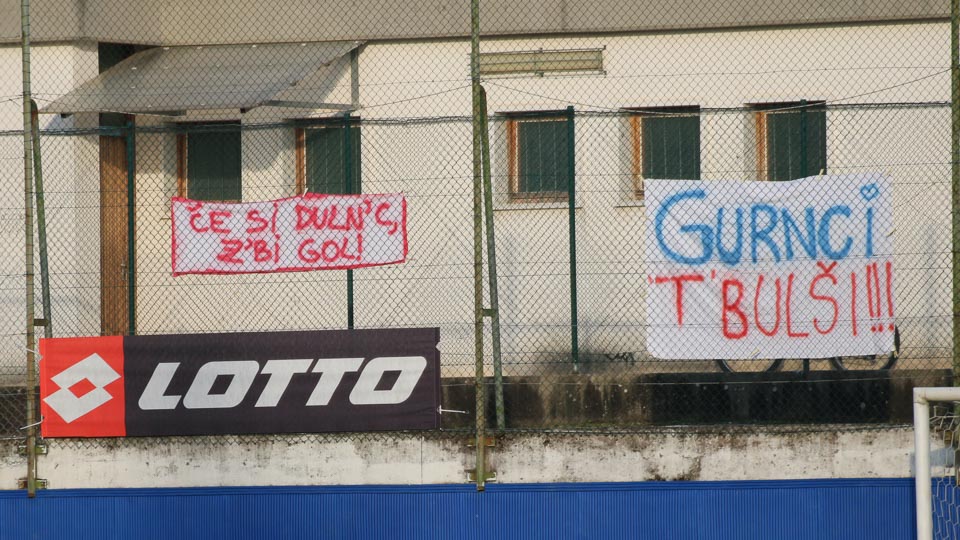 ČE SI DULN'C,
Z'BI GOL!
LOTTO
GURNCI
'T' BULŠI!!!